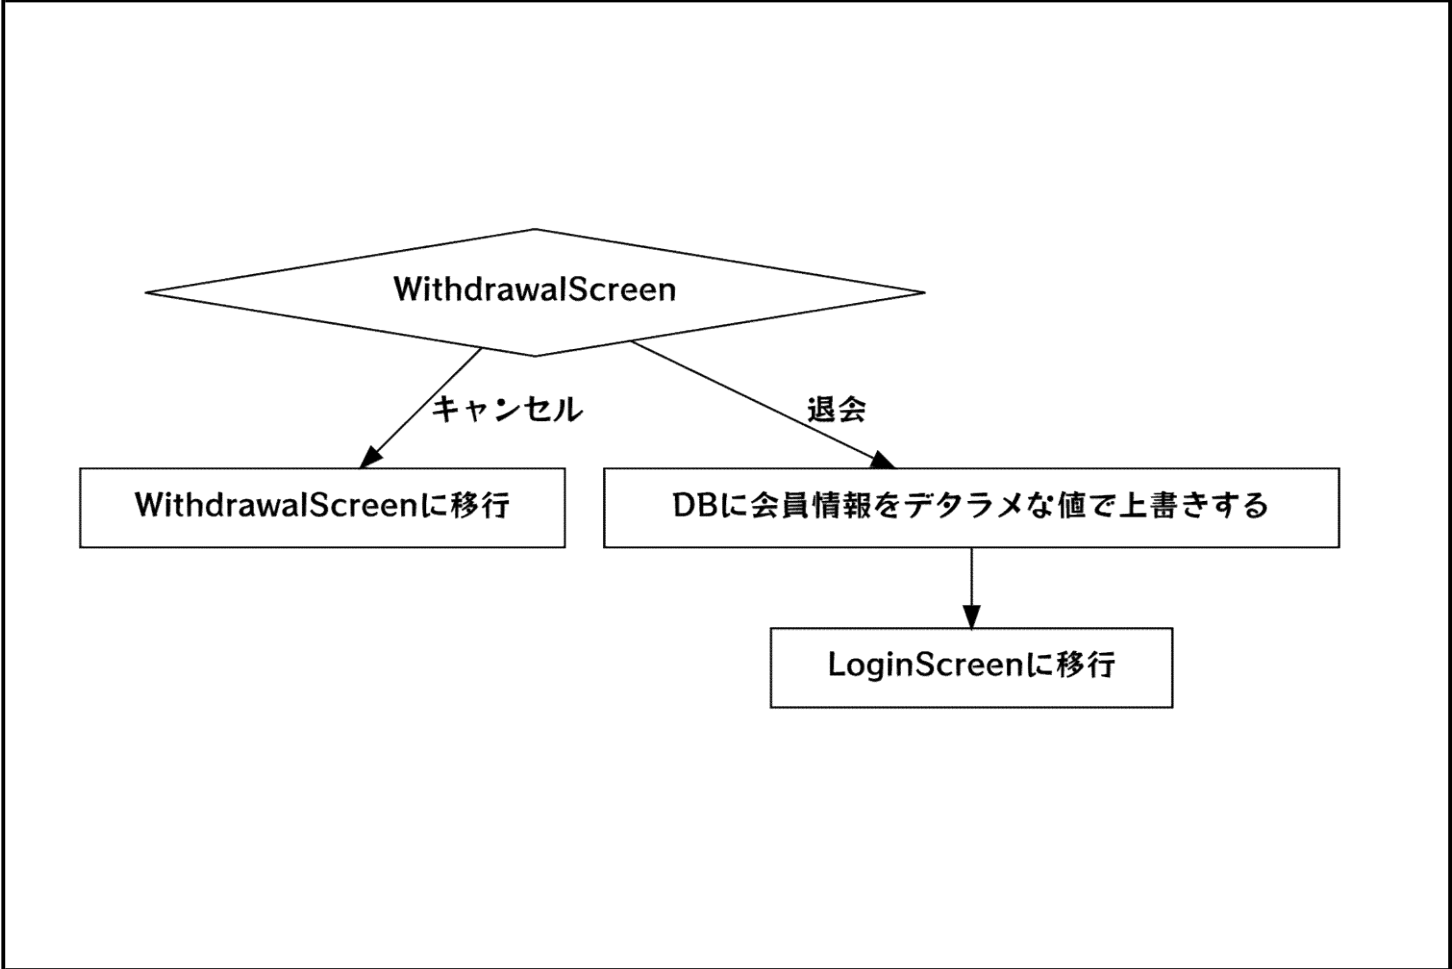 WithdrawalScreen
キャンセル
退会
WithdrawalScreenに移行
DBに会員情報をデタラメな値で上書きする
LoginScreenに移行